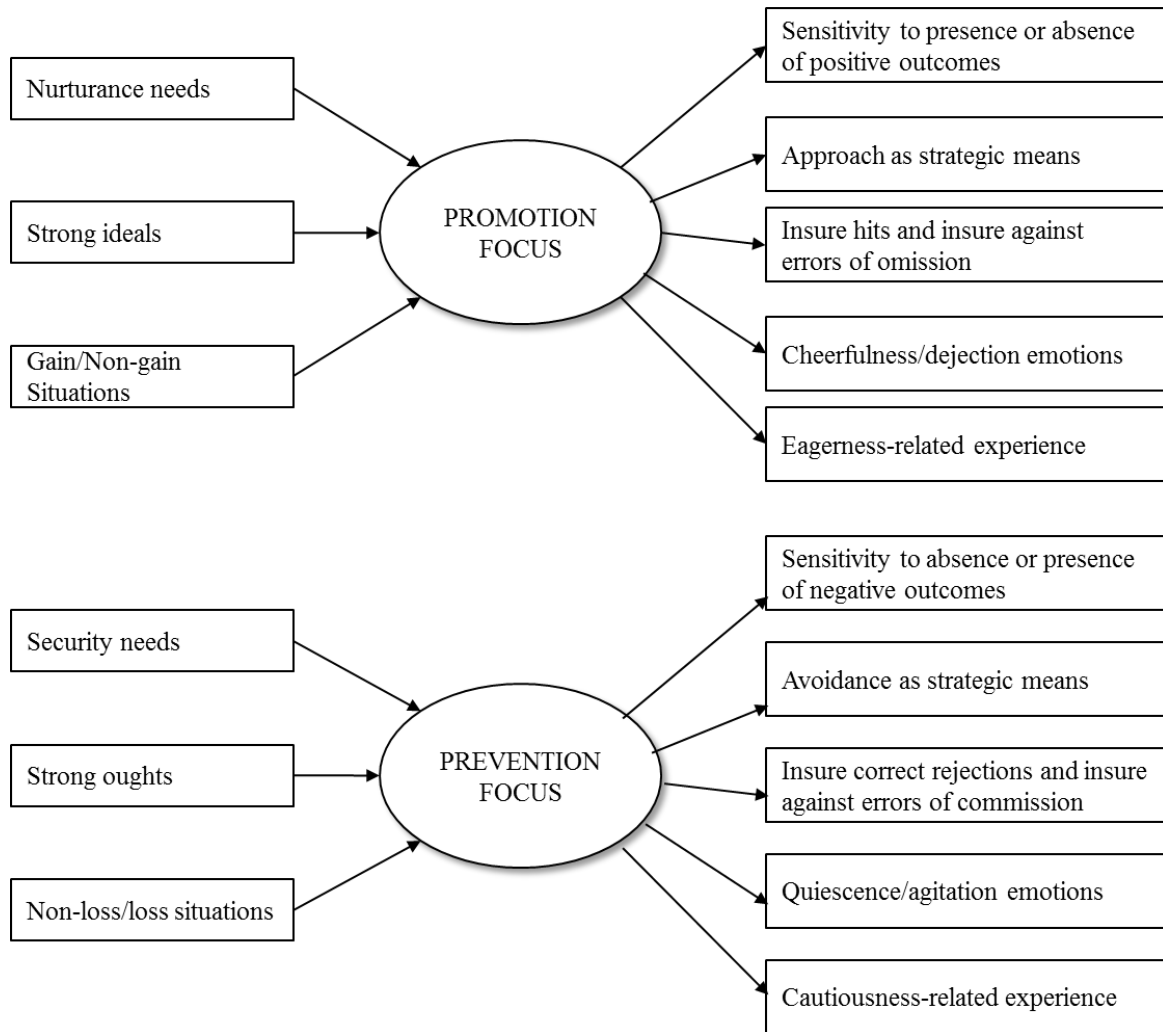 Nurturance needs
Strong ideals
Gain/Non-gain
Situations
PROMOTION
FOCUS
Sensitivity to presence or absence
of positive outcomes
Approach as strategic means
Insure hits and insure against
errors of omission
Cheerfulness/dejection emotions
Eagerness-related experience
Security needs
Strong oughts
Non-loss/loss situations
PREVENTION
FOCUS
Sensitivity to absence or presence
of negative outcomes
Avoidance as strategic means
Insure correct rejections and insure
against errors of commission
Quiescence/agitation emotions
Cautiousness-related experience